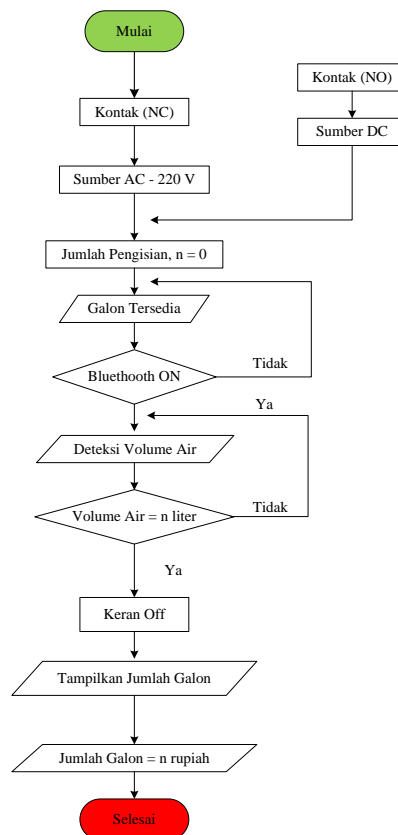 Mulai
Kontak (NO)
Kontak (NC)
Sumber DC
Sumber AC - 220 V
Jumlah Pengisian, n = 0
Galon Tersedia
Tidak
Bluethooth ON
Ya
Deteksi Volume Air
Tidak
Volume Air = n liter
Ya
Keran Off
Tampilkan Jumlah Galon
Jumlah Galon = n rupiah
Selesai